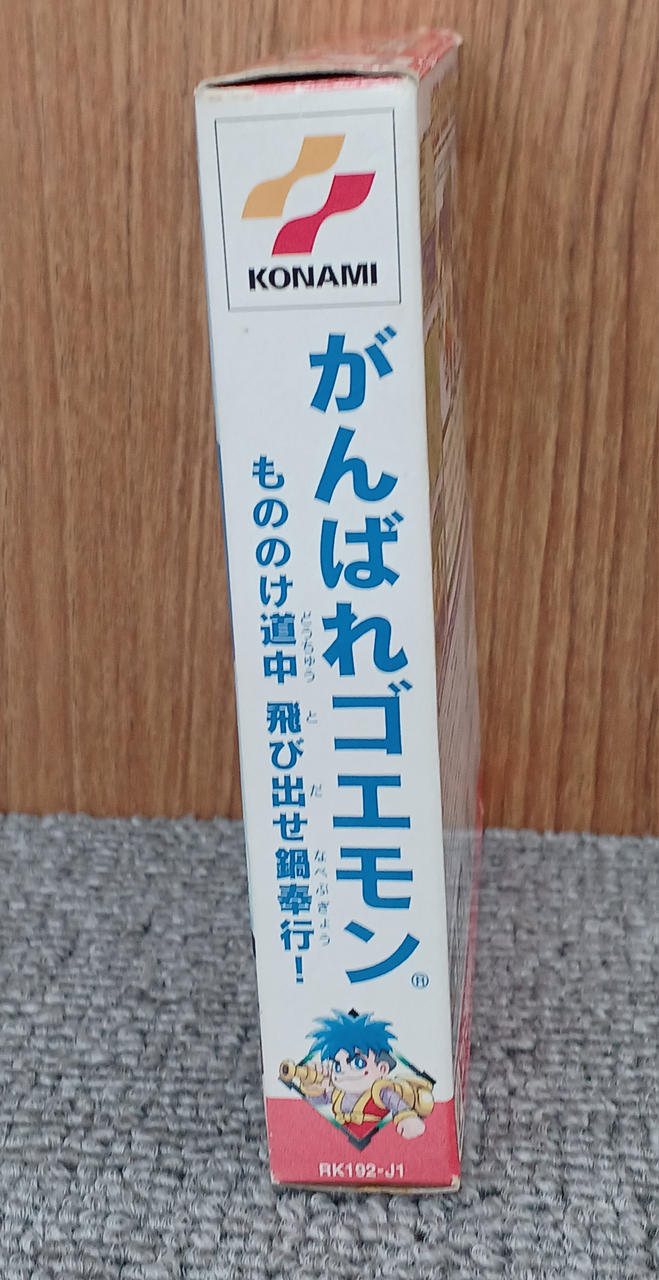 KONAMI
がんばれゴエモン®
もののけ道中 飛び出せ鍋奉行！
どうちゅう と だ なべぶぎょう
RK192-J1